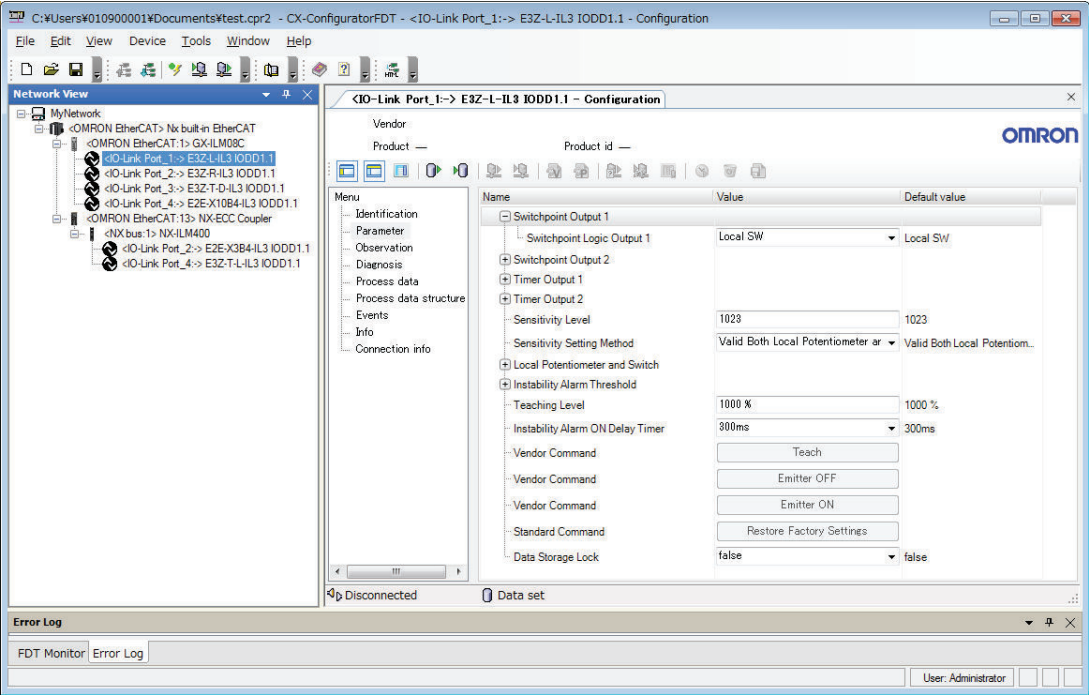 C:¥Users¥010900001¥Documents¥test.cpr2 - CX-ConfiguratorFDT - <IO-Link Port_1:-> E3Z-L-IL3 IODD1.1 - Configuration
File Edit View Device Tools Window Help
Network View
MyNetwork
<OMRON EtherCAT> Nx built-in EtherCAT
<OMRON EtherCAT:1> GX-ILM08C
<IO-Link Port_1:-> E3Z-L-IL3 IODD1.1
<IO-Link Port_2:-> E3Z-R-IL3 IODD1.1
<IO-Link Port_3:-> E3Z-T-D-IL3 IODD1.1
<IO-Link Port_4:-> E2E-X10B4-IL3 IODD1.1
<OMRON EtherCAT:13> NX-ECC Coupler
<NX bus:1> NX-ILM400
<IO-Link Port_2:-> E2E-X3B4-IL3 IODD1.1
<IO-Link Port_4:-> E3Z-T-L-IL3 IODD1.1
<IO-Link Port_1:-> E3Z-L-IL3 IODD1.1 - Configuration
Vendor
Product —
Product id —
OMRON
Menu
Identification
Parameter
Observation
Diagnosis
Process data
Process data structure
Events
Info
Connection info
Name Value Default value
Switchpoint Output 1
Switchpoint Logic Output 1 Local SW Local SW
Switchpoint Output 2
Timer Output 1
Timer Output 2
Sensitivity Level 1023 1023
Sensitivity Setting Method Valid Both Local Potentiometer ar Valid Both Local Potentiom...
Local Potentiometer and Switch
Instability Alarm Threshold
Teaching Level 1000 % 1000 %
Instability Alarm ON Delay Timer 300ms 300ms
Vendor Command Teach
Vendor Command Emitter OFF
Vendor Command Emitter ON
Standard Command Restore Factory Settings
Data Storage Lock false false
Disconnected
Data set
Error Log
FDT Monitor Error Log
User: Administrator